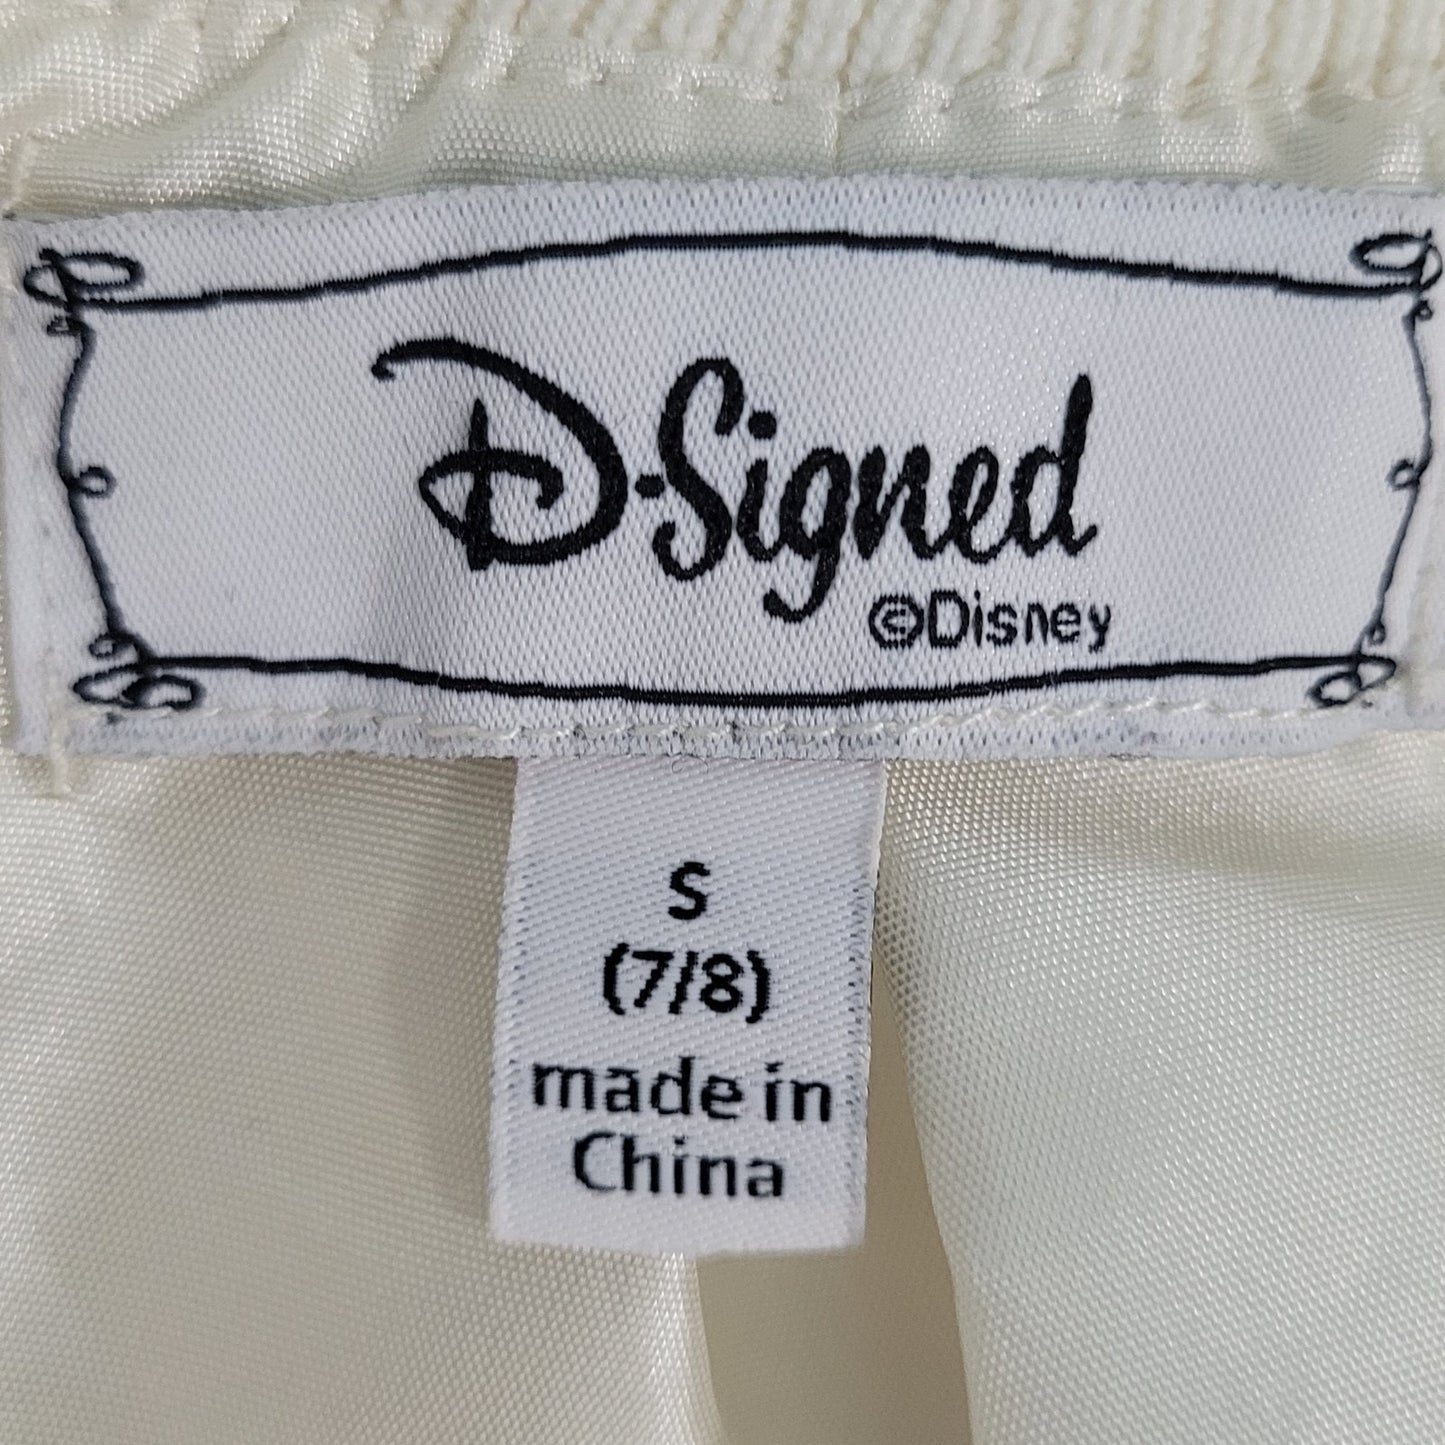 D-Signed
©Disney
S
(7/8)
made in
China